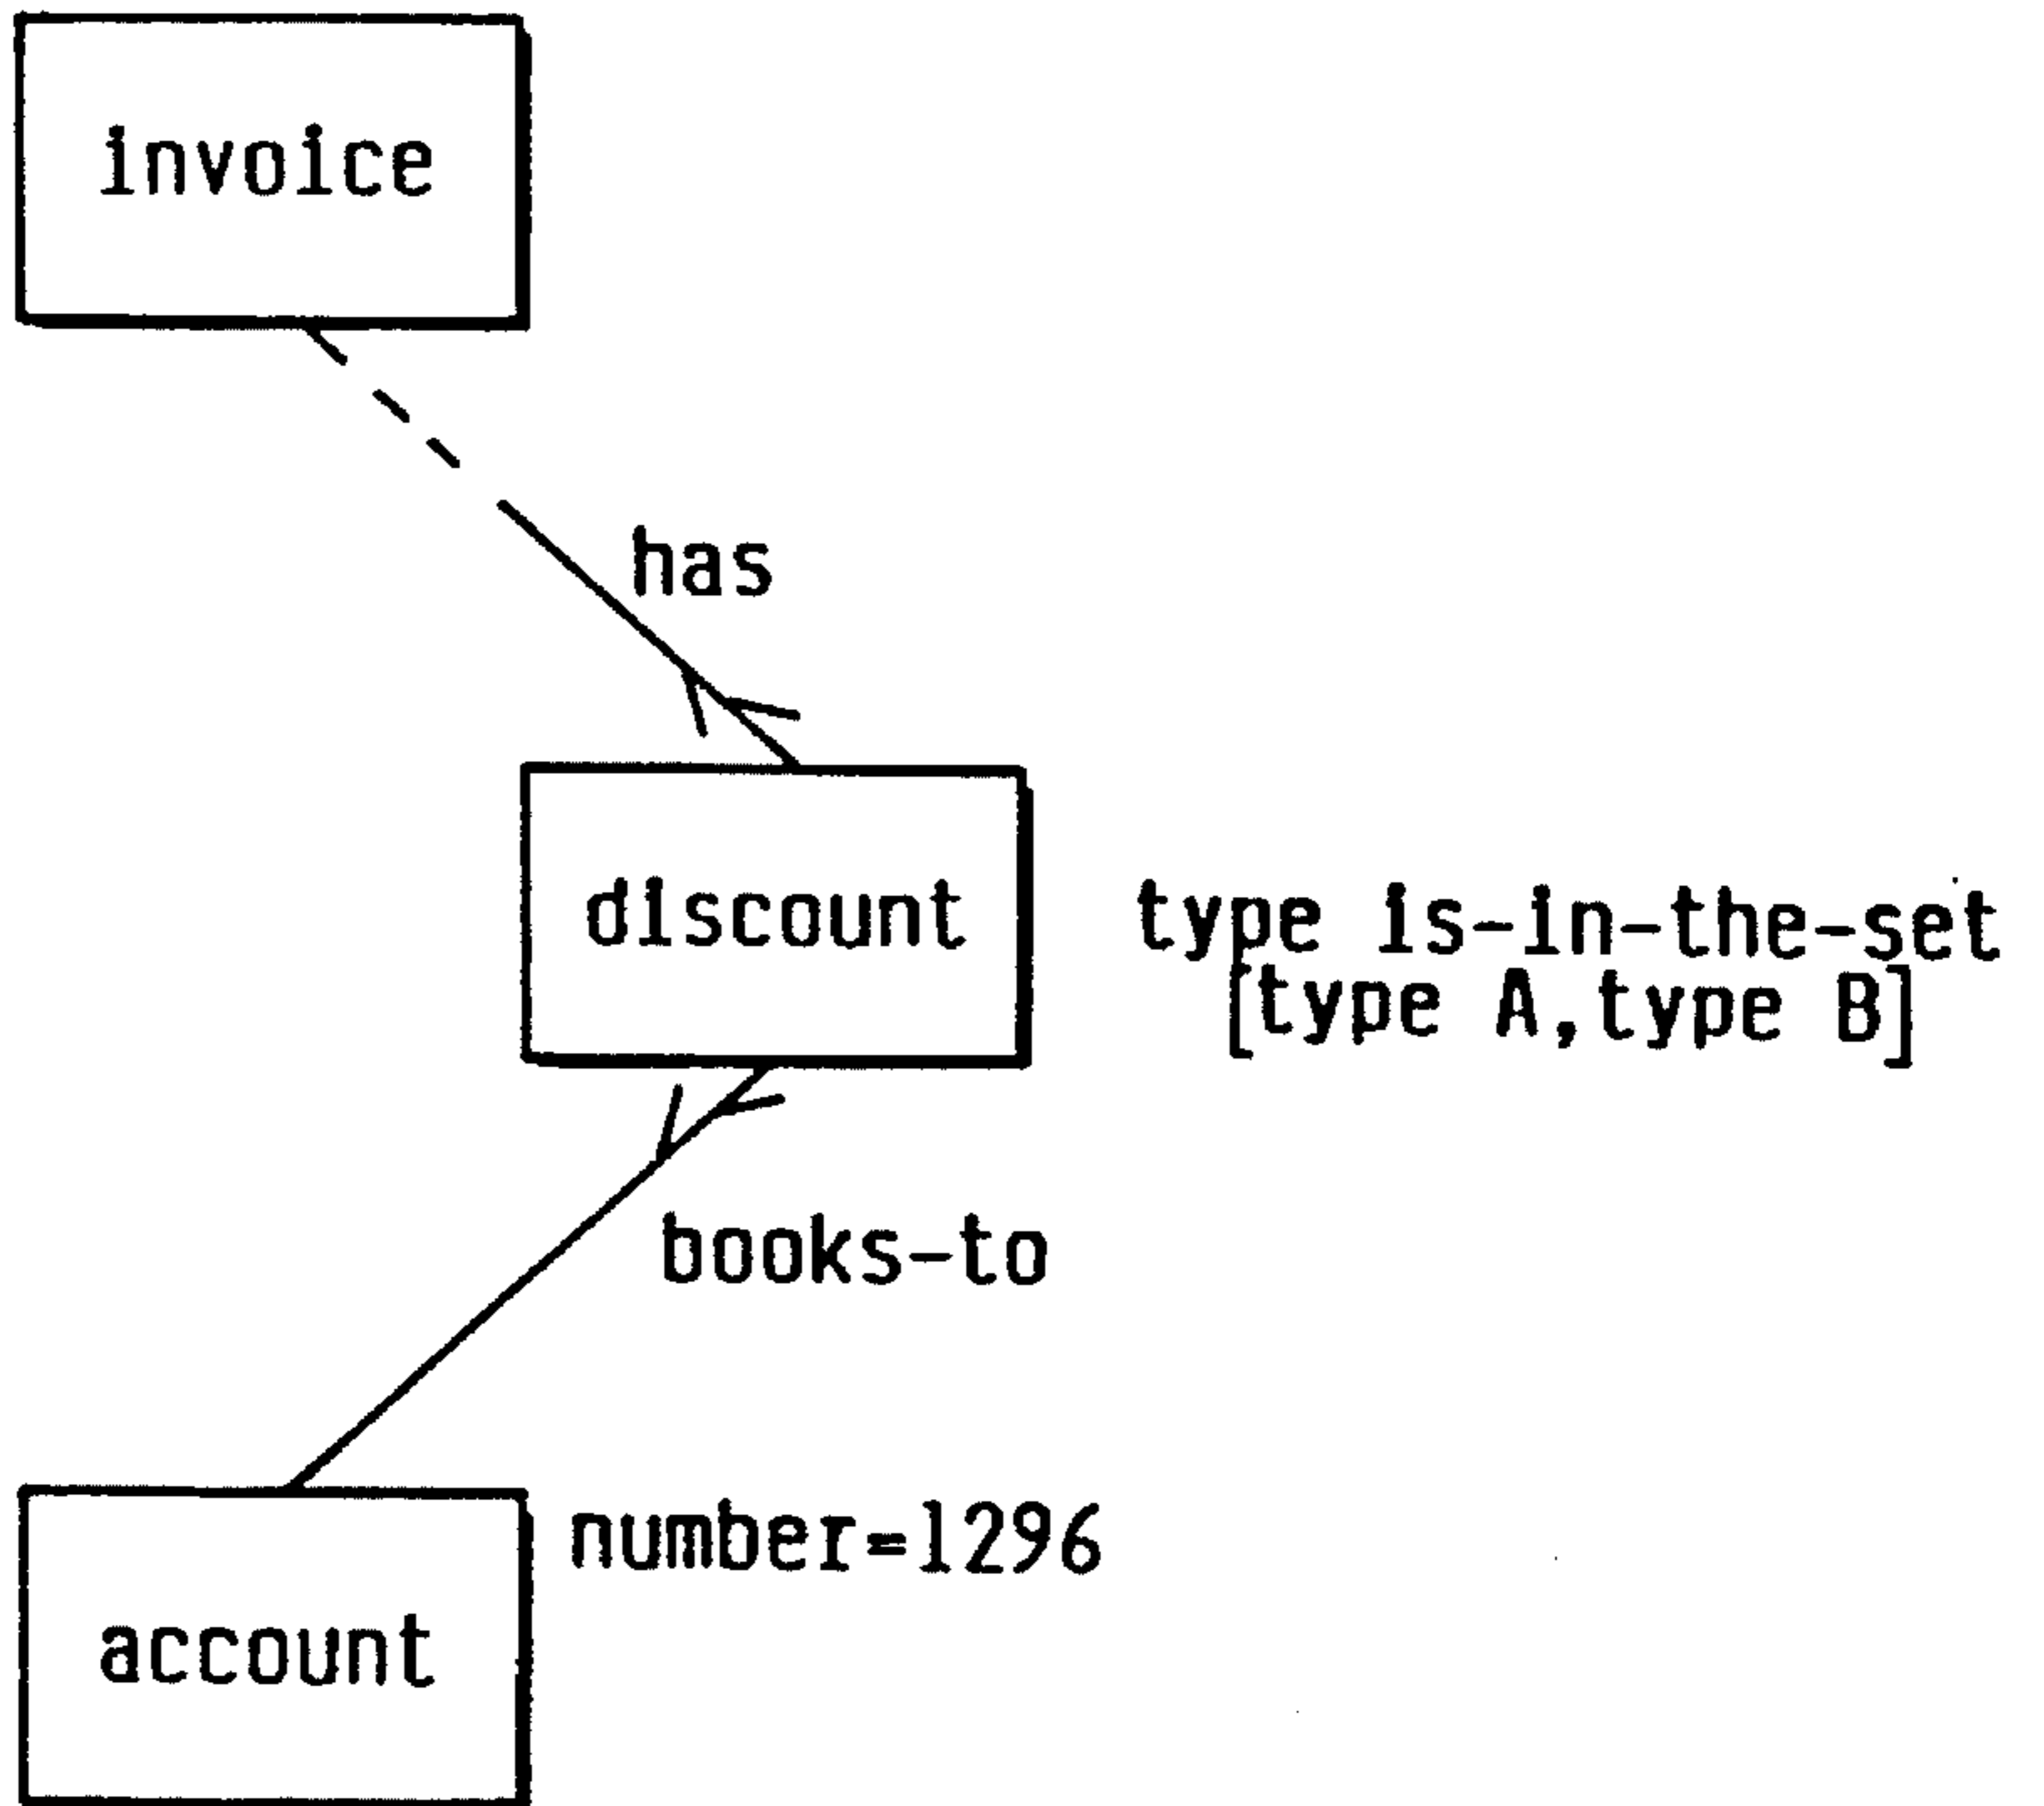 invoice
has
discount
type is-in-the-set
[type A,type B]
books-to
number=1296
account